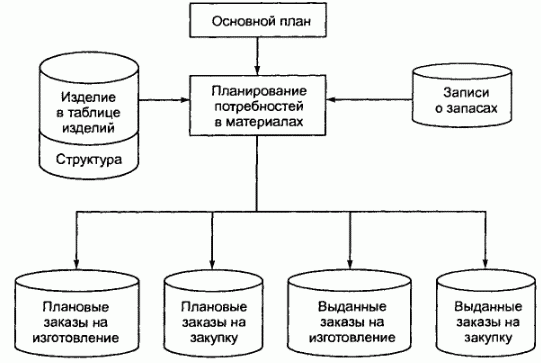 Основной план
Изделие
в таблице
изделий
Структура
Планирование
потребностей
в материалах
Записи
о запасах
Плановые
заказы на
изготовление
Плановые
заказы на
закупку
Выданные
заказы на
изготовление
Выданные
заказы на
закупку